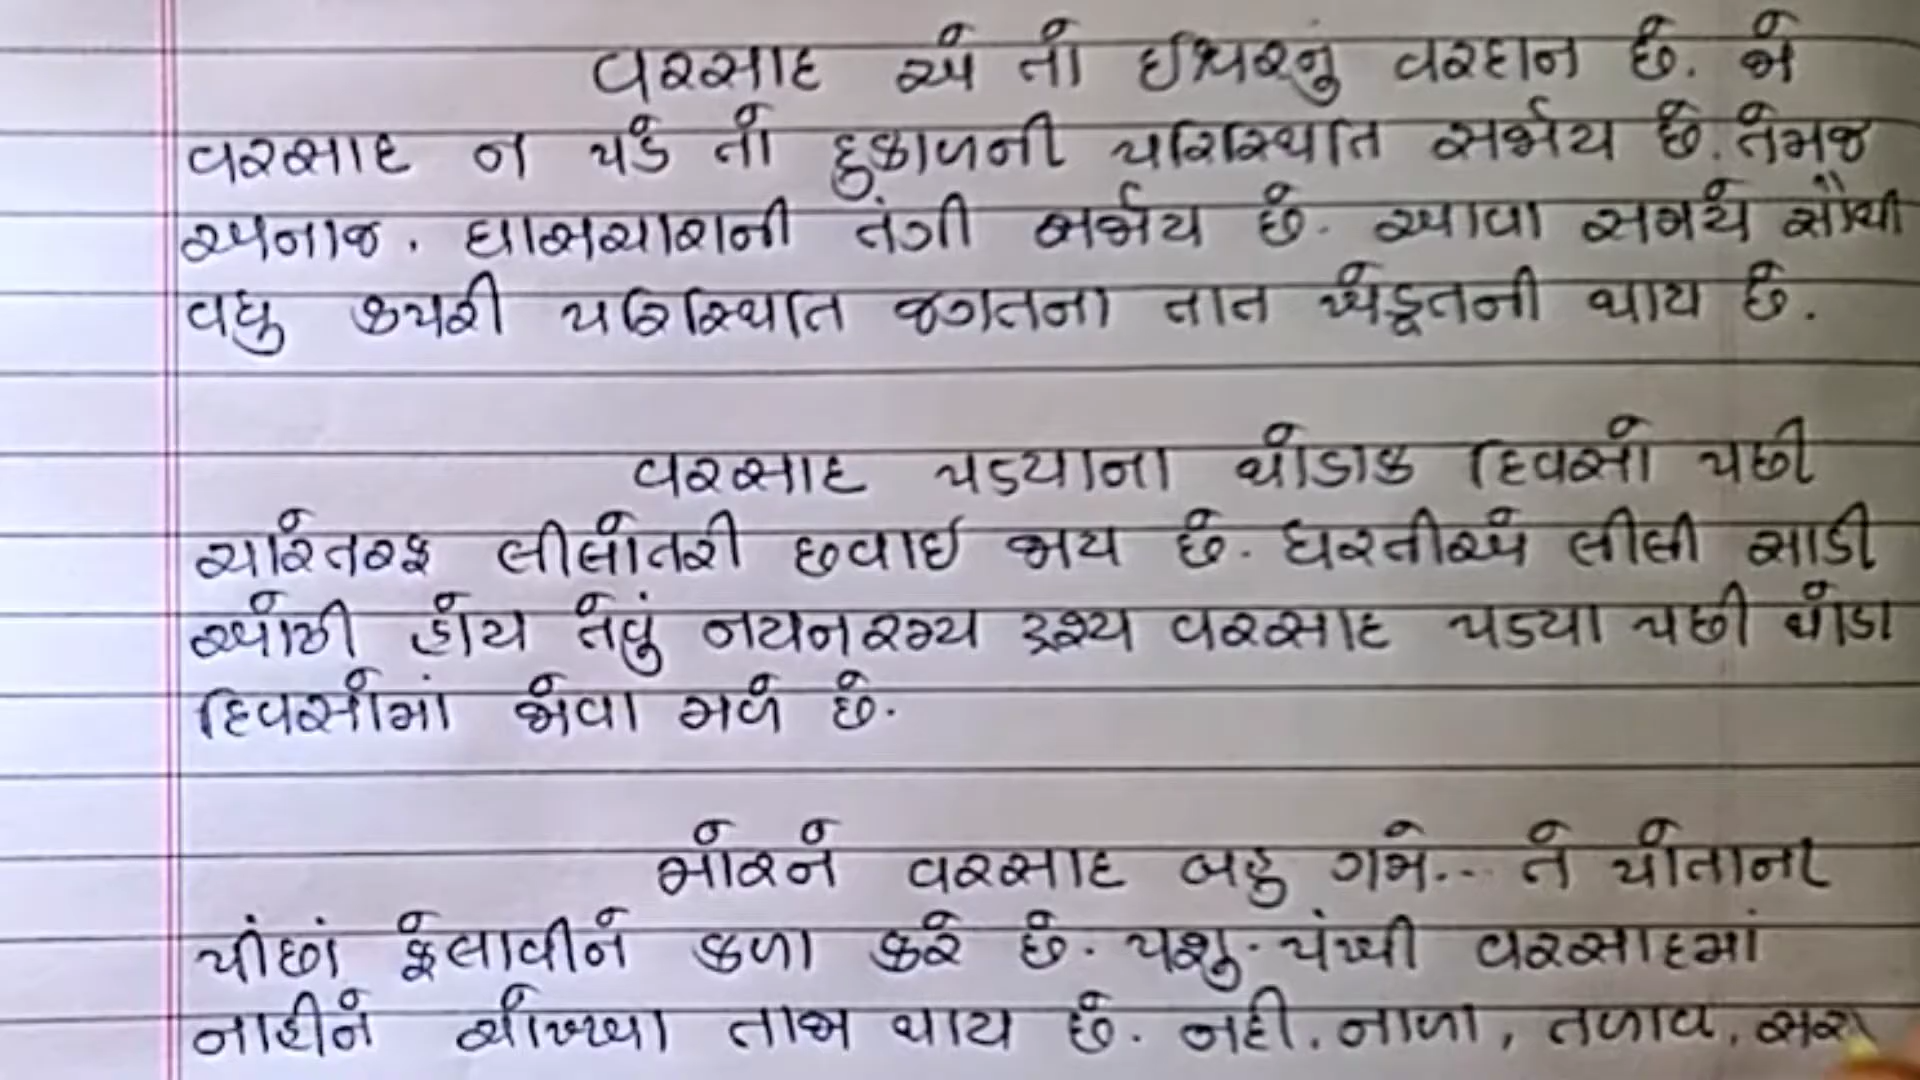 વરસાદ એ તો ઈશ્વરનું વરદાન છે. જો
વરસાદ ન પડે તો દુકાળની પરિસ્થિતિ સર્જાય છે. તેમજ
અનાજ, ઘાસચારાની તંગી સર્જાય છે. આવા સમયે સૌથી
વધુ કપરી પરિસ્થિતિ જગતના તાત ખેડૂતની થાય છે.
વરસાદ પડ્યાના થોડાક દિવસો પછી
ચારેતરફ લીલોતરી છવાઈ જાય છે. ધરતીએ લીલી સાડી
ઓઢી હોય તેવું નયનરમ્ય દ્રશ્ય વરસાદ પડ્યા પછી થોડા
દિવસોમાં જોવા મળે છે.
મોરને વરસાદ બહુ ગમે... તે પોતાના
પીંછાં ફેલાવીને કળા કરે છે. પશુ-પંખી વરસાદમાં
નાહીને ચોખ્ખા તાજા થાય છે. નદી, નાળા, તળાવ,